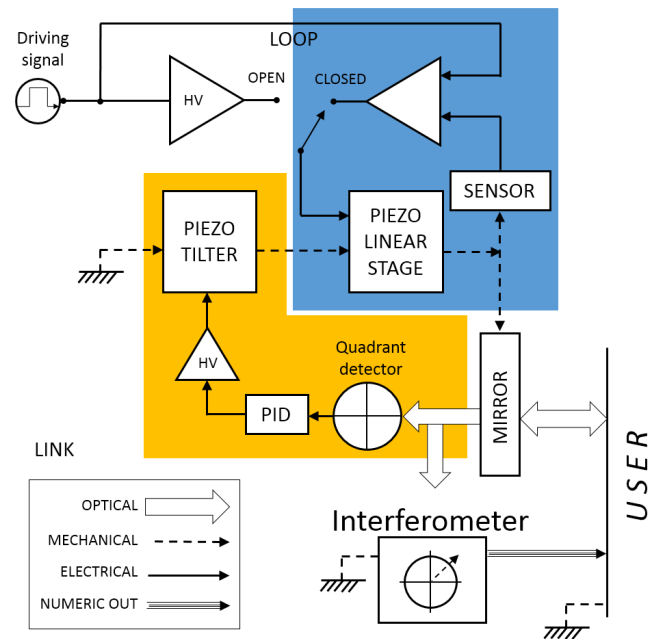 Driving
signal
LOOP
HV
OPEN
CLOSED
SENSOR
PIEZO
TILTER
PIEZO
LINEAR
STAGE
HV
Quadrant
detector
PID
MIRROR
USER
LINK
OPTICAL
MECHANICAL
ELECTRICAL
NUMERIC OUT
Interferometer